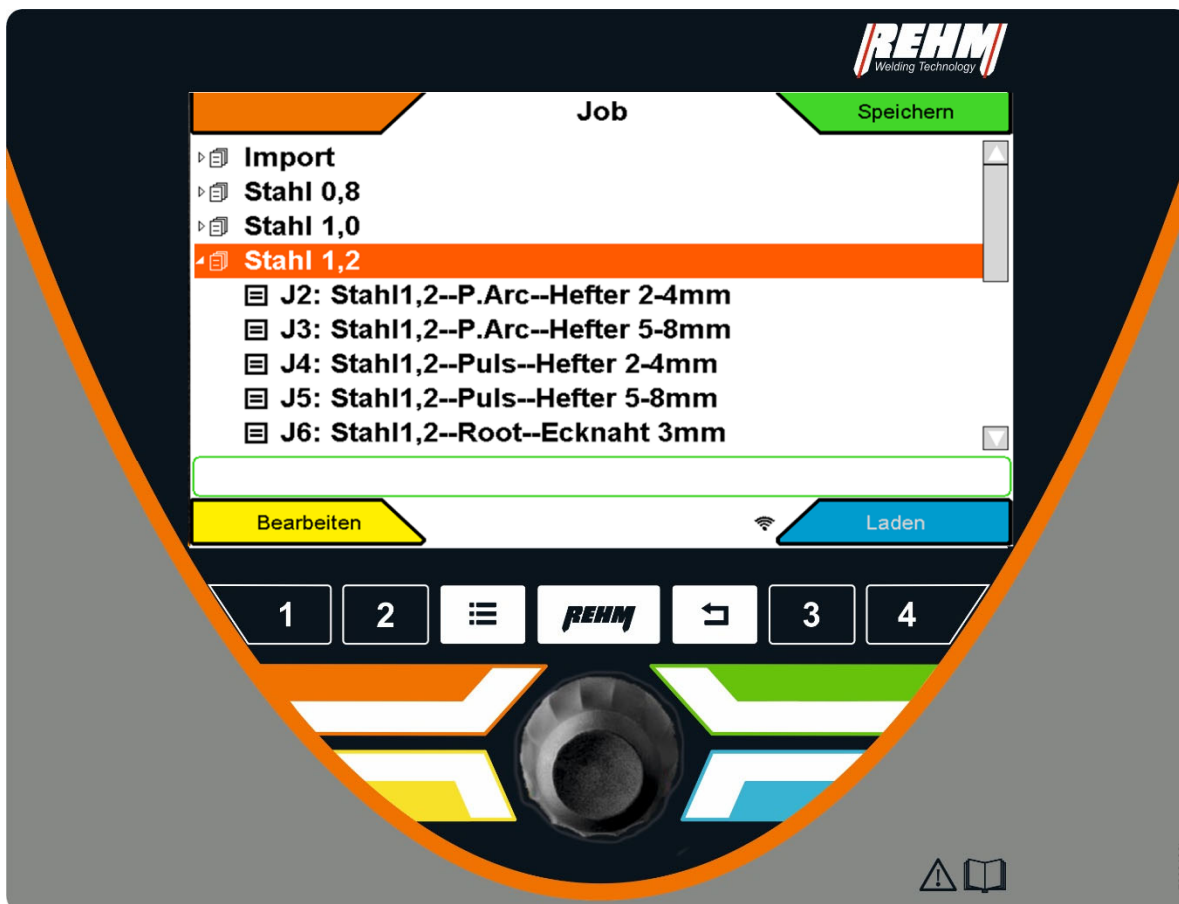 REHM
Welding Technology
Job
Speichern
Import
Stahl 0,8
Stahl 1,0
Stahl 1,2
J2: Stahl1,2--P.Arc--Hefter 2-4mm
J3: Stahl1,2--P.Arc--Hefter 5-8mm
J4: Stahl1,2--Puls--Hefter 2-4mm
J5: Stahl1,2--Puls--Hefter 5-8mm
J6: Stahl1,2--Root--Ecknaht 3mm
Bearbeiten
Laden
1 2 REHM 3 4